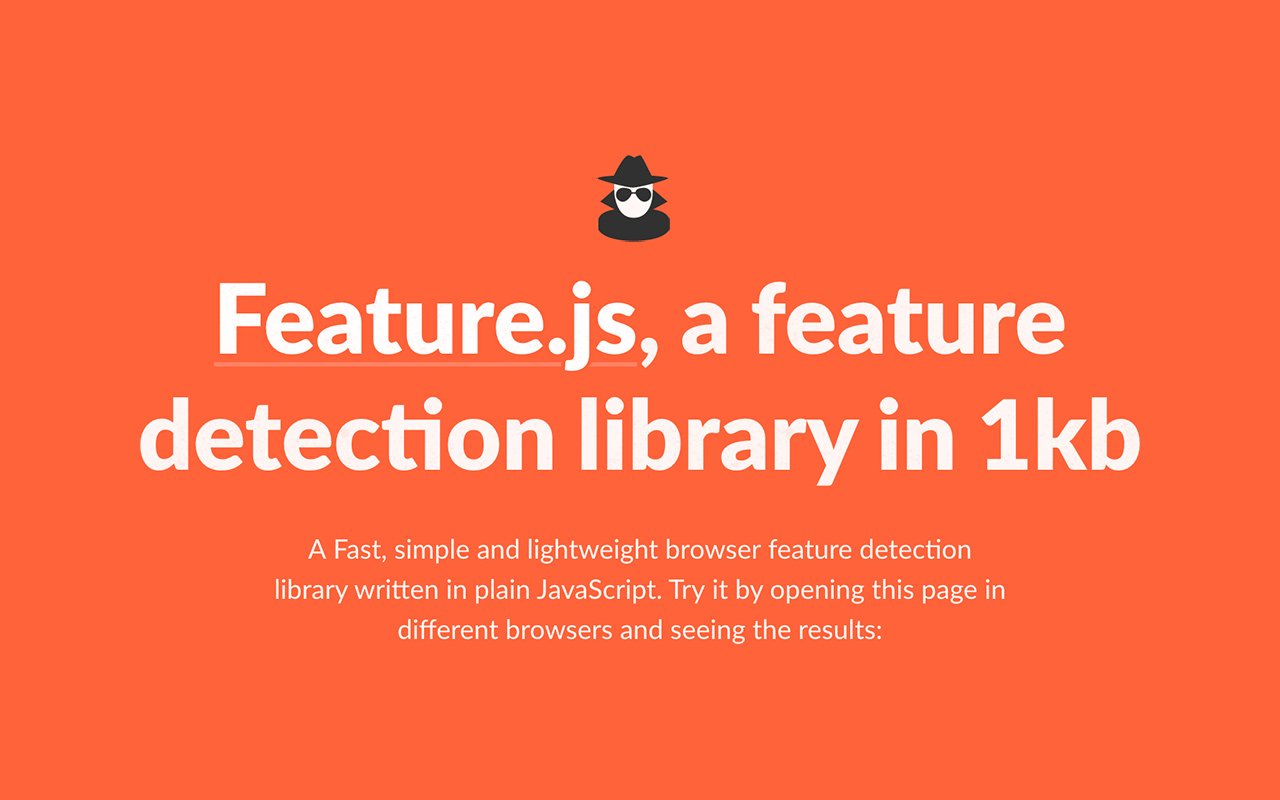 Feature.js, a feature
detection library in 1kb
A Fast, simple and lightweight browser feature detection
library written in plain JavaScript. Try it by opening this page in
different browsers and seeing the results: